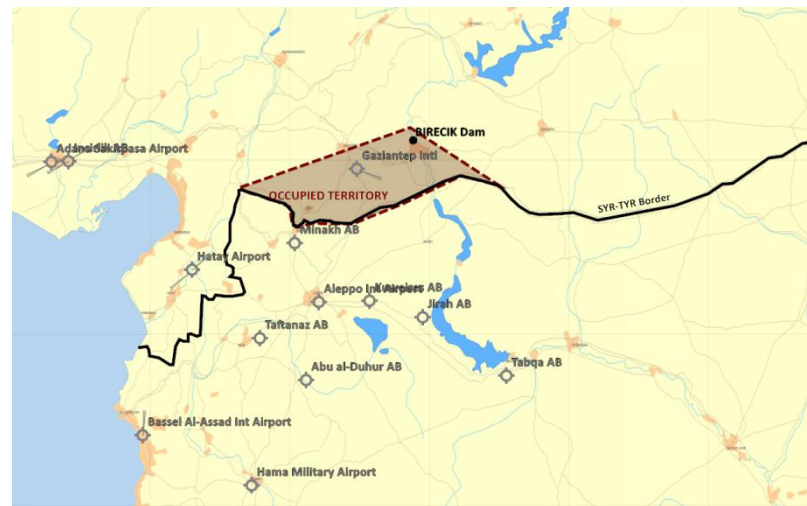 BIRECIK Dam
Gaziantep Intl
OCCUPIED TERRITORY
SYR-TYR Border
Minakh AB
Hatay Airport
Aleppo Int Airport
Jirah AB
Taftanaz AB
Abu al-Duhur AB
Tabqa AB
Bassel Al-Assad Int Airport
Hama Military Airport